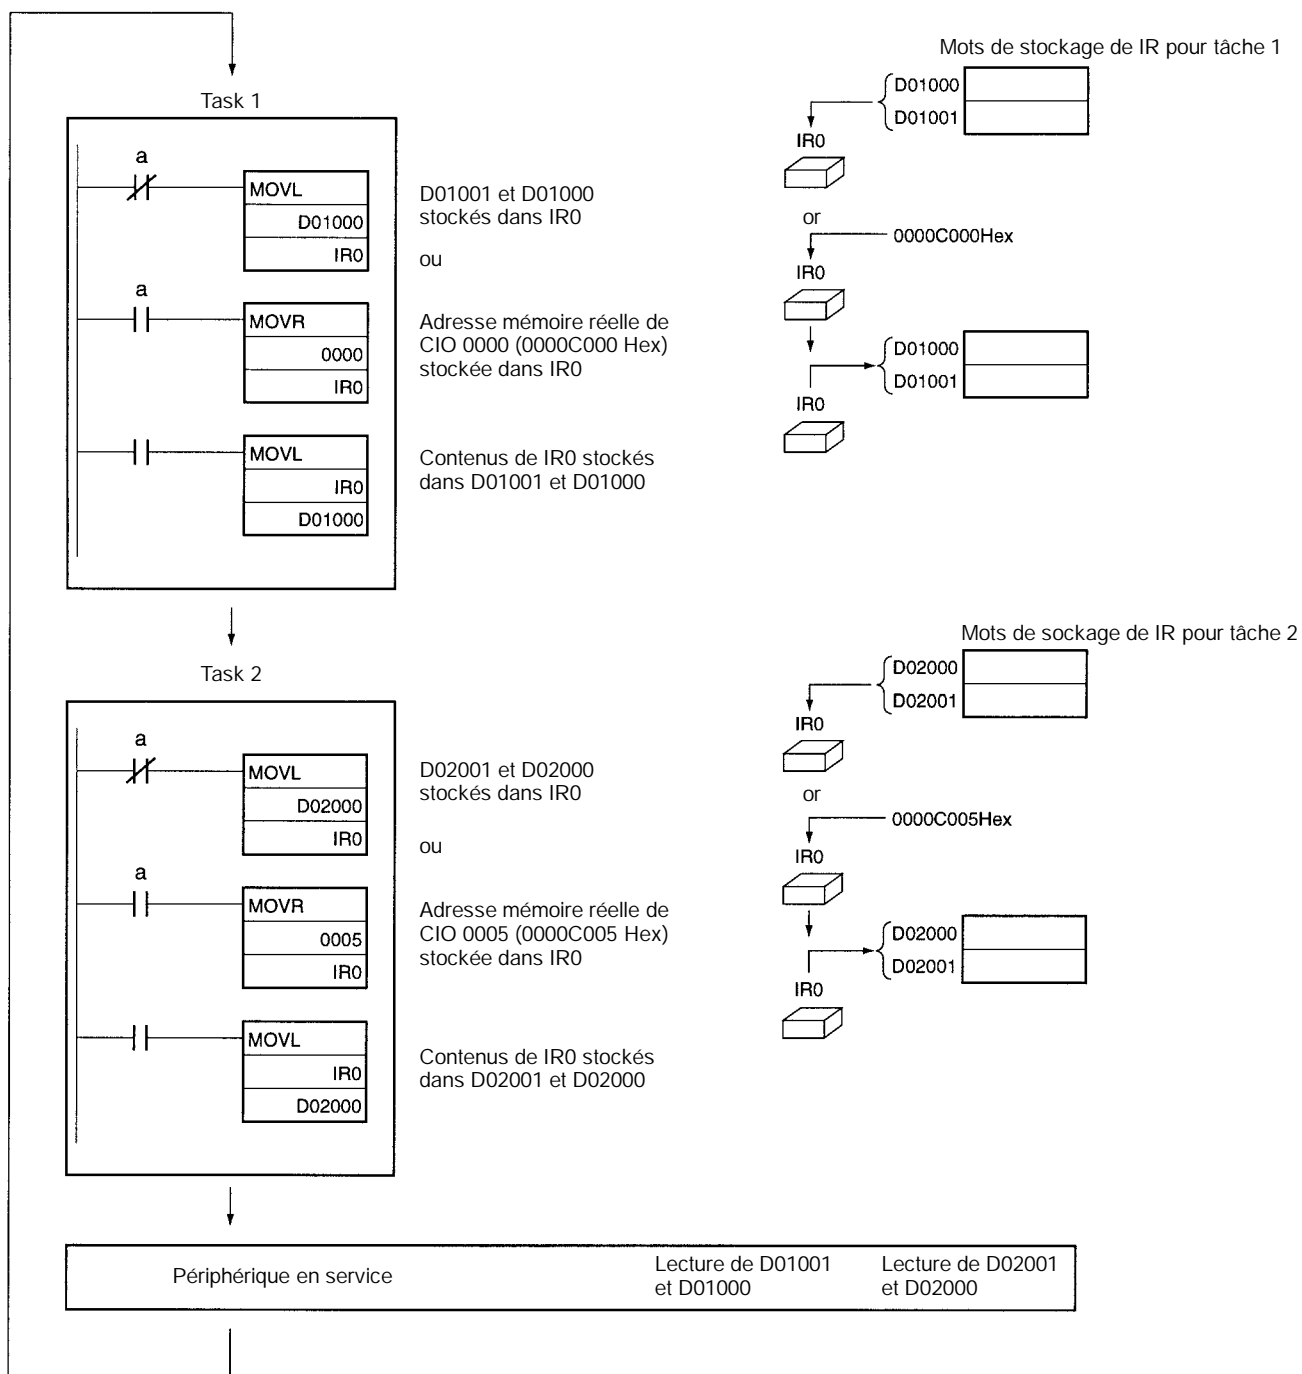 Mots de stockage de IR pour tâche 1
Task 1
a
MOVL
D01000
IR0
D01001 et D01000
stockés dans IR0
ou
a
MOVR
0000
IR0
Adresse mémoire réelle de
CIO 0000 (0000C000 Hex)
stockée dans IR0
MOVL
IR0
D01000
Contenus de IR0 stockés
dans D01001 et D01000
D01000
D01001
IR0
or
0000C000Hex
IR0
D01000
D01001
IR0
Mots de sockage de IR pour tâche 2
Task 2
a
MOVL
D02000
IR0
D02001 et D02000
stockés dans IR0
ou
a
MOVR
0005
IR0
Adresse mémoire réelle de
CIO 0005 (0000C005 Hex)
stockée dans IR0
MOVL
IR0
D02000
Contenus de IR0 stockés
dans D02001 et D02000
D02000
D02001
IR0
or
0000C005Hex
IR0
D02000
D02001
IR0
Périphérique en service
Lecture de D01001
et D01000
Lecture de D02001
et D02000